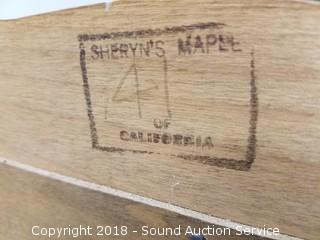 SHERYN'S MAPLE
41
OF
CALIFORNIA
Copyright 2018 - Sound Auction Service